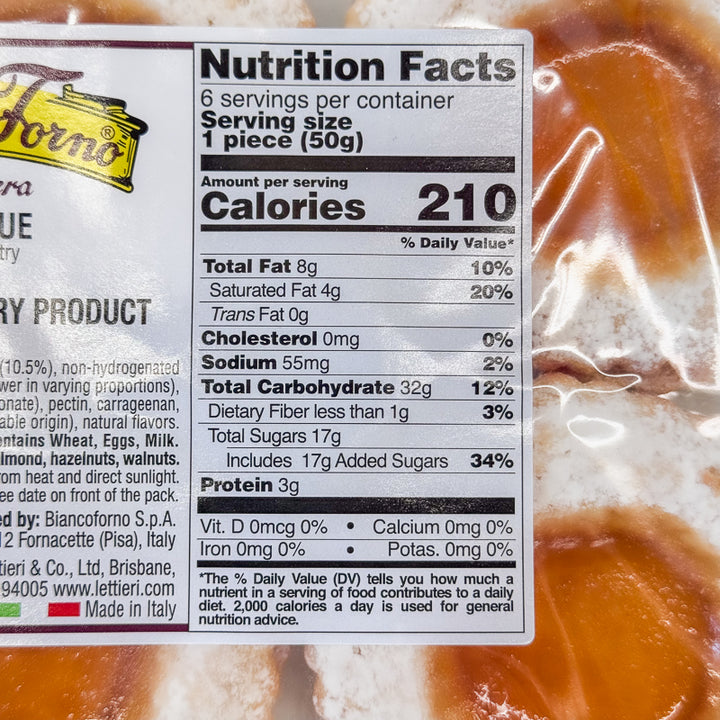 Forno®
era
UE
try
RY PRODUCT
(10.5%), non-hydrogenated
wer in varying proportions),
onate), pectin, carrageenan,
able origin), natural flavors.
ntains Wheat, Eggs, Milk.
lmond, hazelnuts, walnuts.
rom heat and direct sunlight.
ee date on front of the pack.
ed by: Biancoforno S.p.A.
12 Fornacette (Pisa), Italy
ttieri & Co., Ltd, Brisbane,
94005 www.lettieri.com
Made in Italy
Nutrition Facts
6 servings per container
Serving size
1 piece (50g)
Amount per serving
Calories 210
% Daily Value*
Total Fat 8g 10%
Saturated Fat 4g 20%
Trans Fat 0g
Cholesterol 0mg 0%
Sodium 55mg 2%
Total Carbohydrate 32g 12%
Dietary Fiber less than 1g 3%
Total Sugars 17g
Includes 17g Added Sugars 34%
Protein 3g
Vit. D 0mcg 0% • Calcium 0mg 0%
Iron 0mg 0% • Potas. 0mg 0%
*The % Daily Value (DV) tells you how much a
nutrient in a serving of food contributes to a daily
diet. 2,000 calories a day is used for general
nutrition advice.